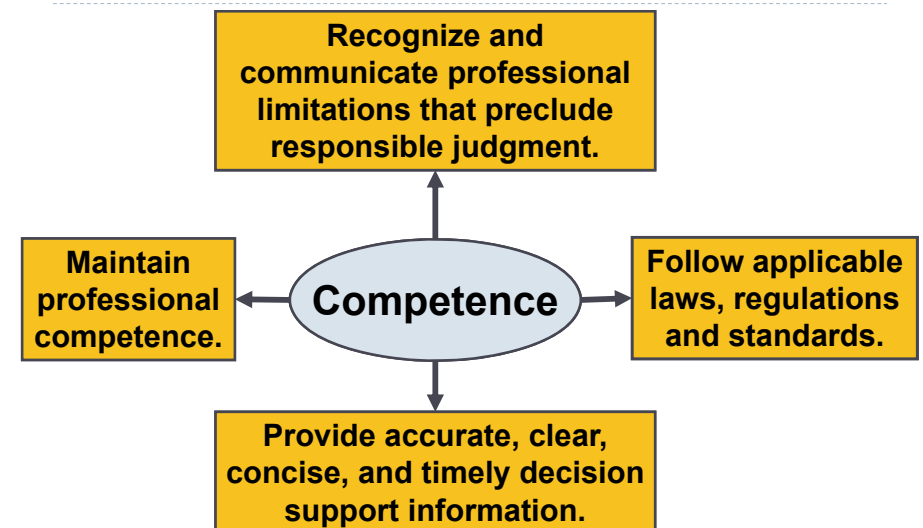 Recognize and
communicate professional
limitations that preclude
responsible judgment.
Maintain
professional
competence.
Competence
Follow applicable
laws, regulations
and standards.
Provide accurate, clear,
concise, and timely decision
support information.